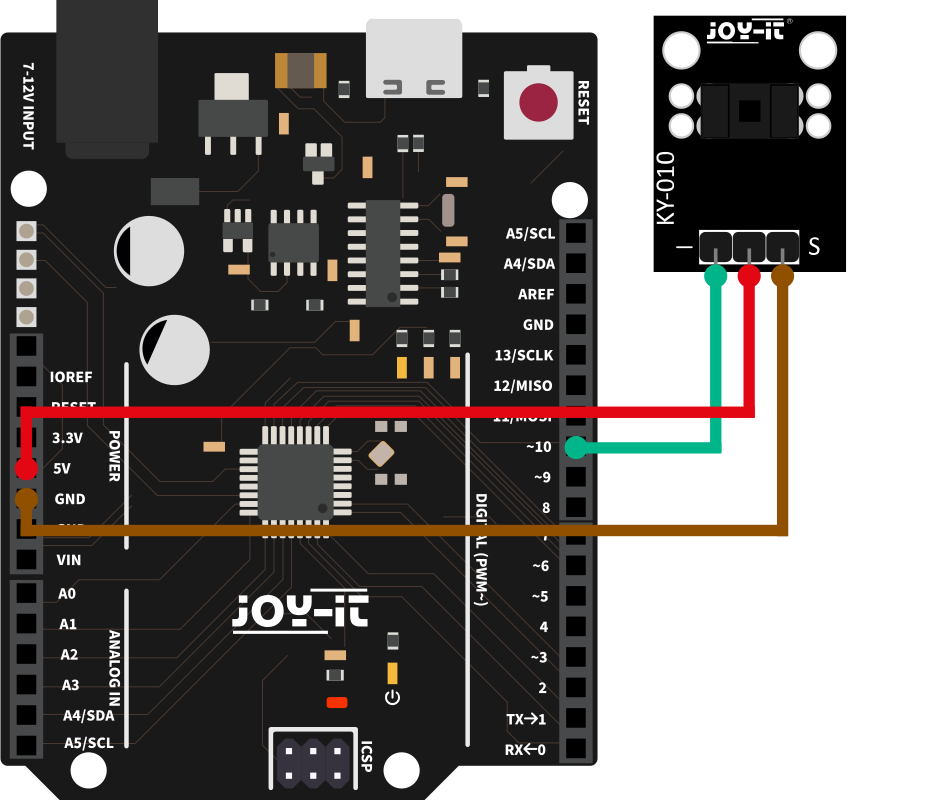 7-12V INPUT
RESET
IOREF
RESET
3.3V
5V
GND
VIN
POWER
A0
A1
A2
A3
A4/SDA
A5/SCL
ANALOG IN
A5/SCL
A4/SDA
AREF
GND
13/SCLK
12/MISO
11/MOSI
~10
~9
8
~6
~5
4
~3
2
TX→1
RX←0
DIGITAL (PWM~)
JOY-iT
ICSP
JOY-iT®
KY-010
– S